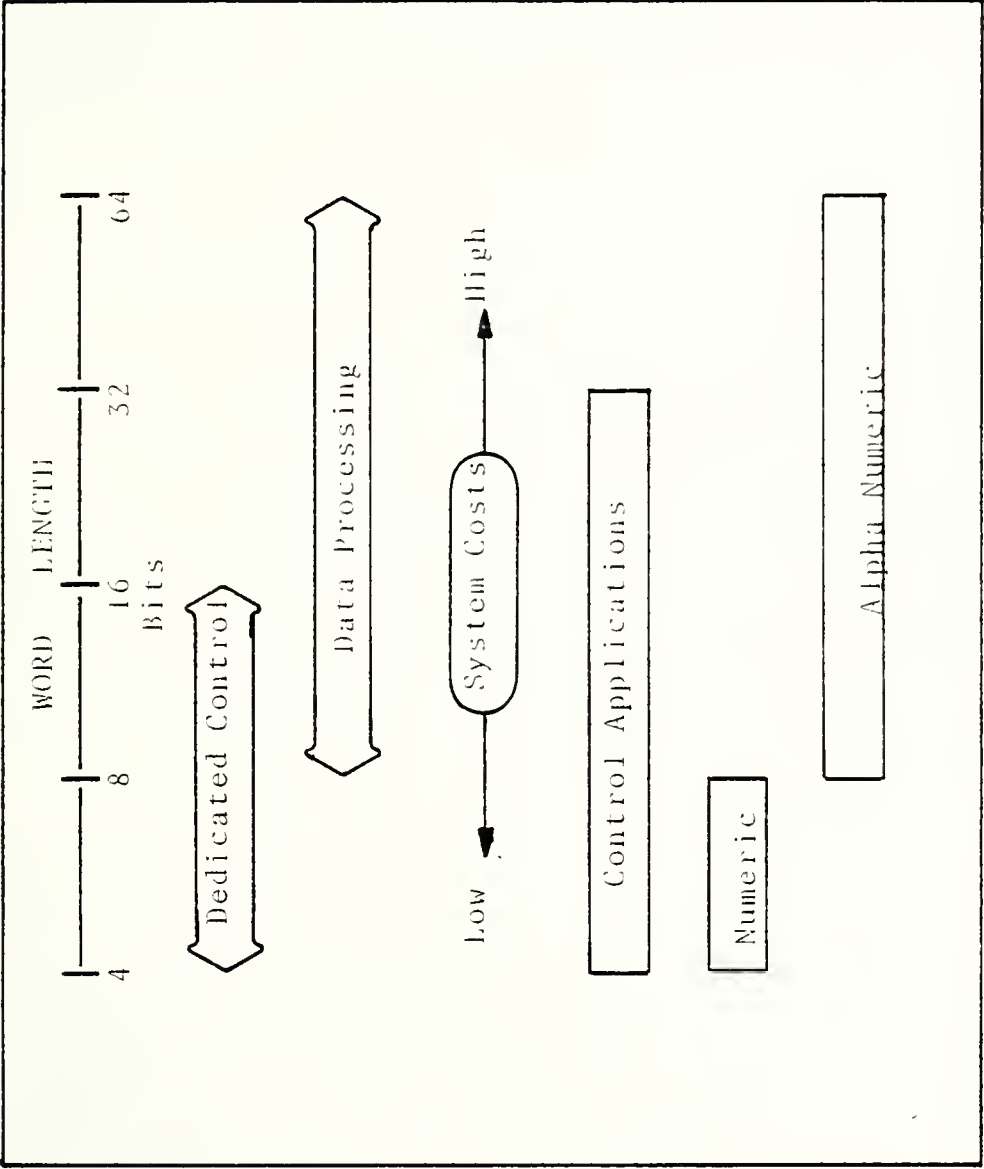 WORD LENGTH
4 8 16 32 64
Bits
Dedicated Control
Data Processing
Low System Costs High
Control Applications
Numeric
Alpha Numeric